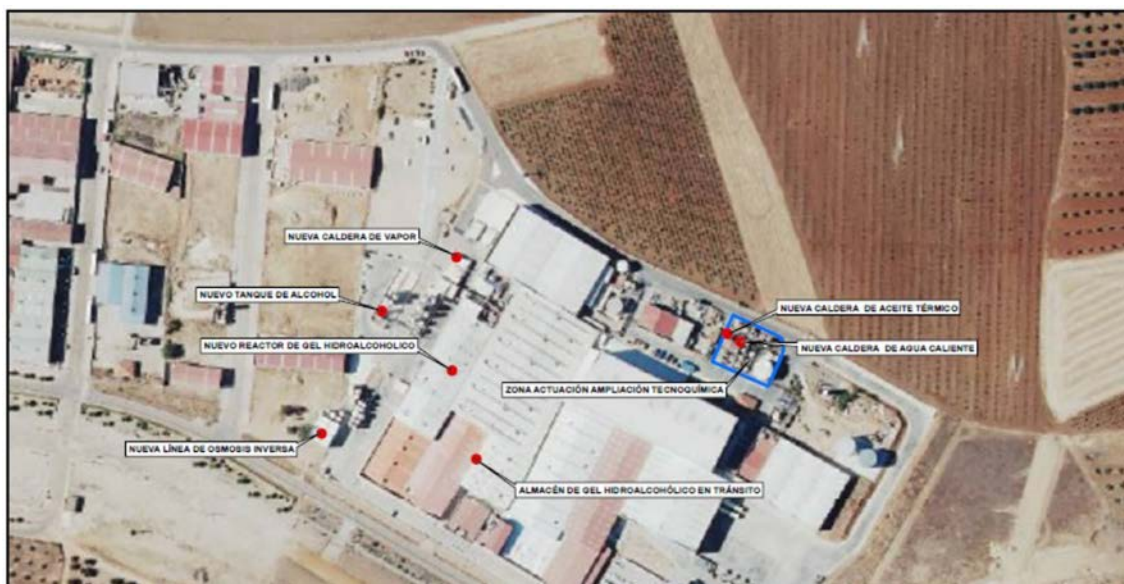 NUEVA CALDERA DE VAPOR
NUEVO TANQUE DE ALCOHOL
NUEVA CALDERA DE ACEITE TÉRMICO
NUEVO REACTOR DE GEL HIDROALCOHOLICO
NUEVA CALDERA DE AGUA CALIENTE
ZONA ACTUACIÓN AMPLIACIÓN TECNOQUÍMICA
NUEVA LÍNEA DE OSMOSIS INVERSA
ALMACÉN DE GEL HIDROALCOHÓLICO EN TRÁNSITO